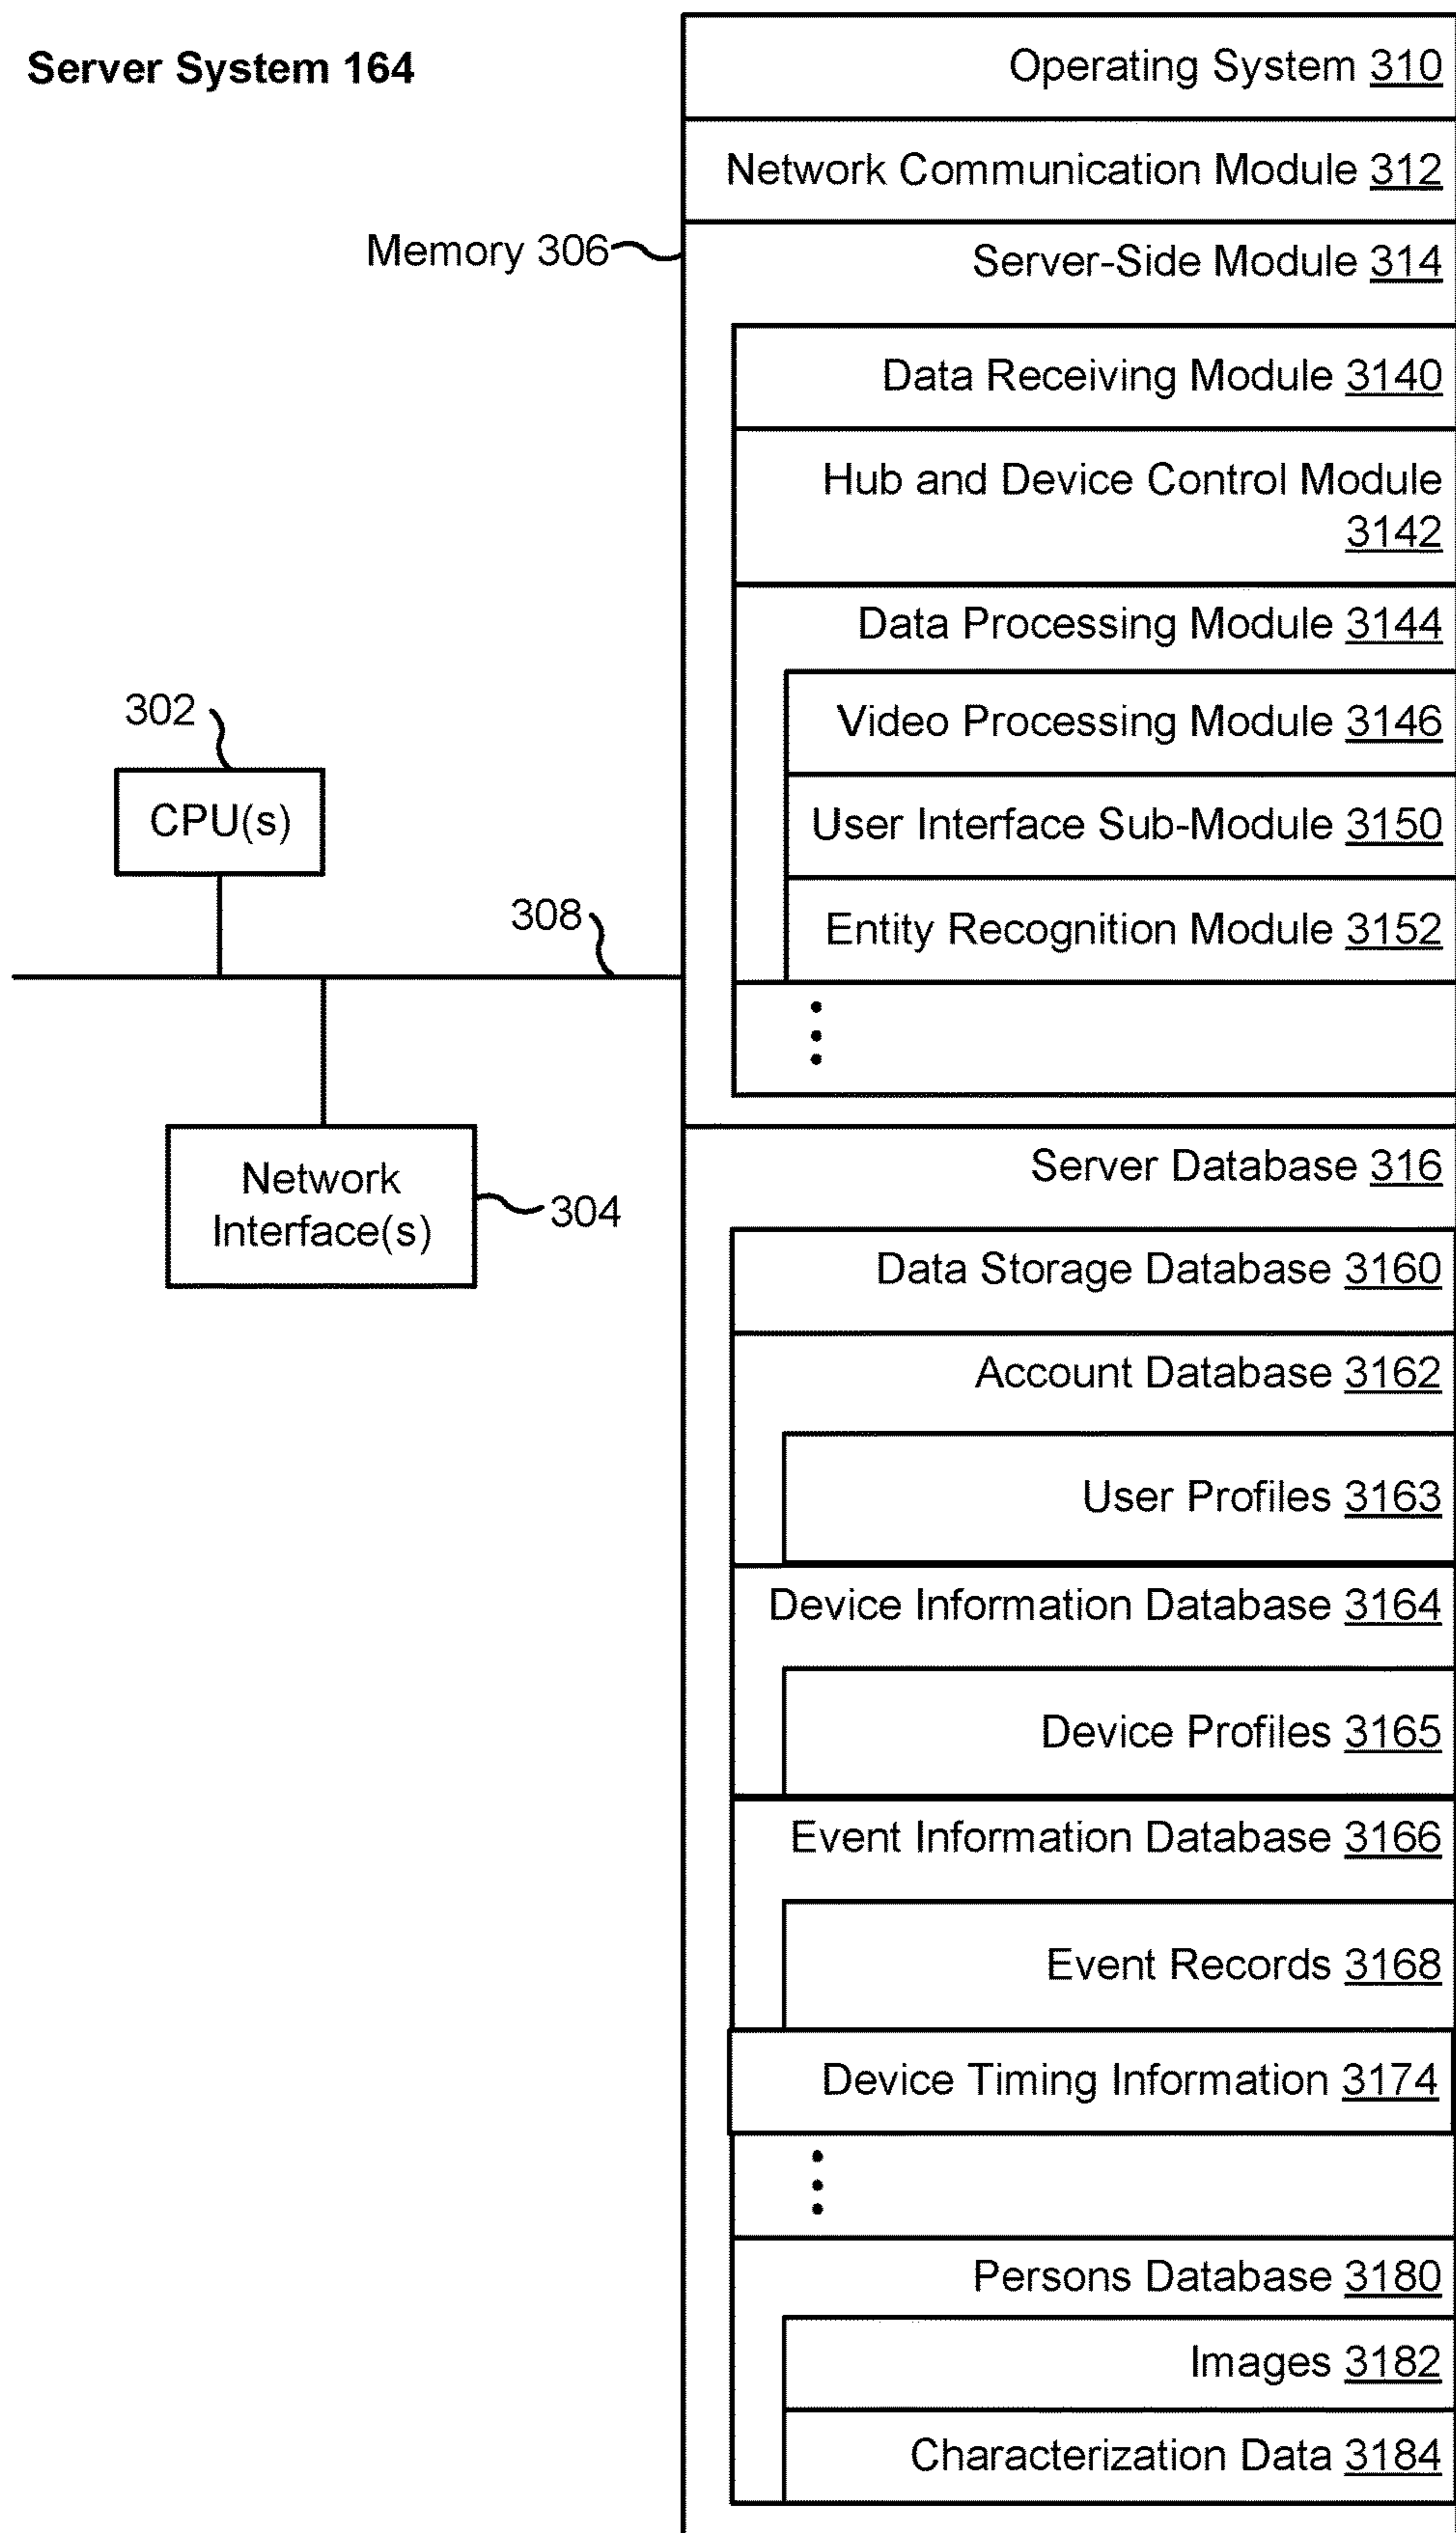 Server System 164
Operating System 310
Network Communication Module 312
Memory 306
Server-Side Module 314
Data Receiving Module 3140
Hub and Device Control Module
3142
Data Processing Module 3144
302
Video Processing Module 3146
CPU(s)
User Interface Sub-Module 3150
308
Entity Recognition Module 3152
Network
Interface(s)
304
Server Database 316
Data Storage Database 3160
Account Database 3162
User Profiles 3163
Device Information Database 3164
Device Profiles 3165
Event Information Database 3166
Event Records 3168
Device Timing Information 3174
Persons Database 3180
Images 3182
Characterization Data 3184